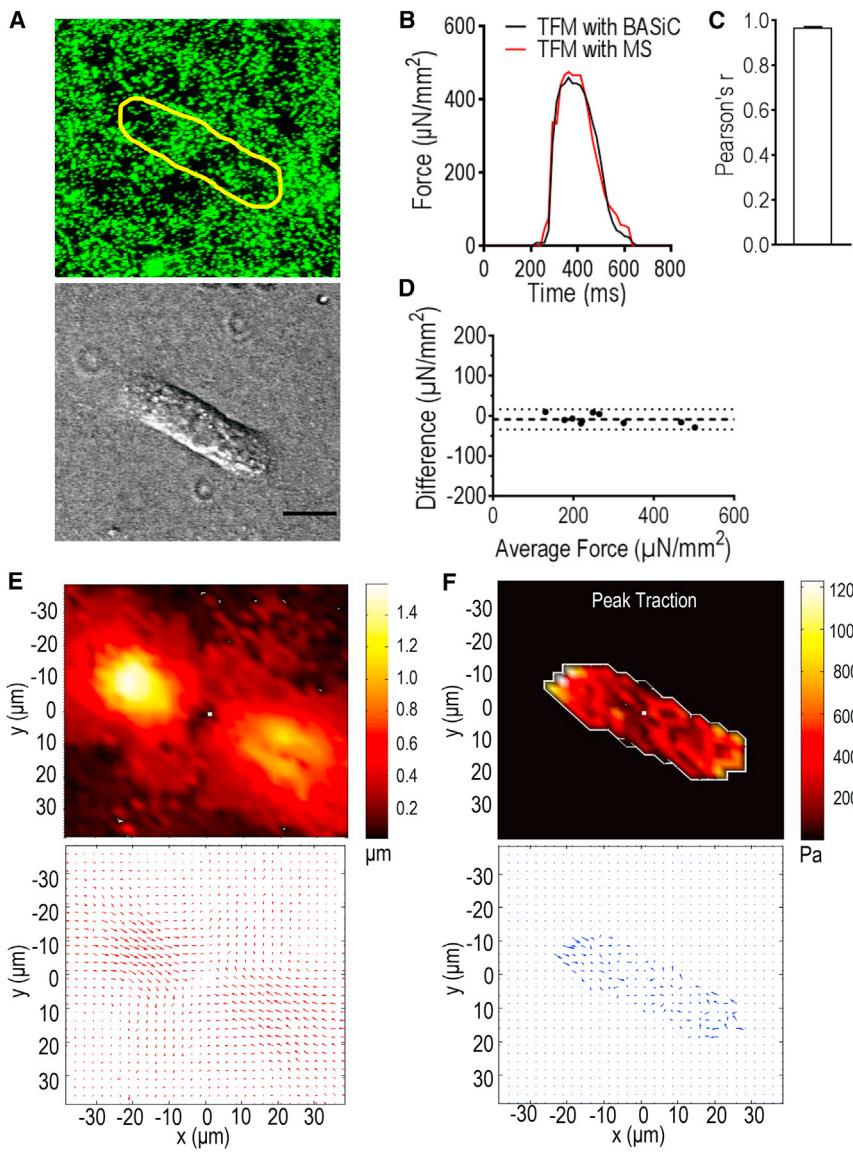 A
B
600
400
200
0
Force (µN/mm²)
TFM with BASiC
TFM with MS
0 200 400 600 800
Time (ms)
C
1.0
0.8
0.6
0.4
0.2
0.0
Pearson's r
D
200
100
0
-100
-200
Difference (µN/mm²)
0 200 400 600
Average Force (µN/mm²)
E
-30
-20
-10
0
10
20
30
y (µm)
1.4
1.2
1.0
0.8
0.6
0.4
0.2
µm
-30
-20
-10
0
10
20
30
y (µm)
-30 -20 -10 0 10 20 30
x (µm)
F
Peak Traction
-30
-20
-10
0
10
20
30
y (µm)
120
100
800
600
400
200
Pa
-30
-20
-10
0
10
20
30
y (µm)
-30 -20 -10 0 10 20 30
x (µm)